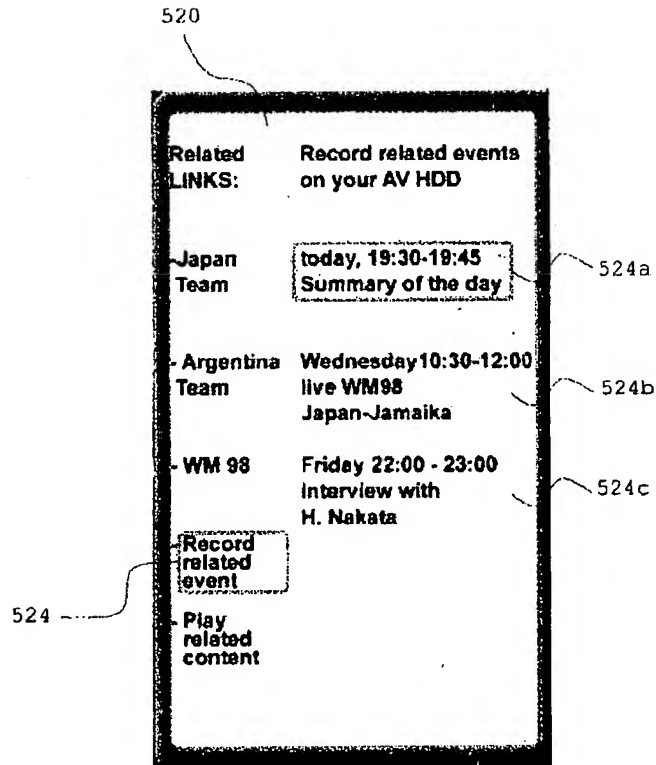 520
Related LINKS:
Record related events
on your AV HDD
-Japan
Team
today, 19:30-19:45
Summary of the day
524a
- Argentina
Team
Wednesday10:30-12:00
live WM98
Japan-Jamaika
524b
- WM 98
Friday 22:00 - 23:00
Interview with
H. Nakata
524c
-Record
related
event
524
- Play
related
content